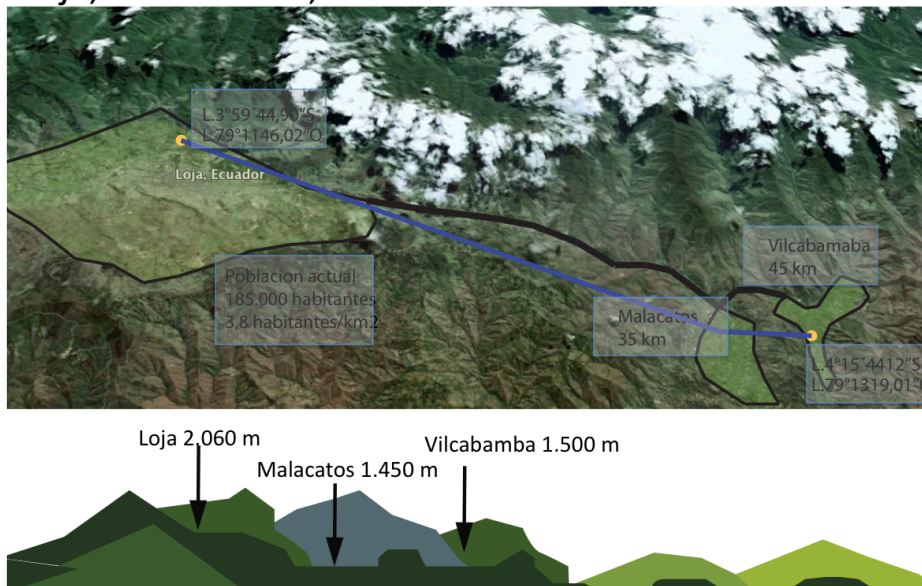 L.3°59´44,90"S
L.79°1146,02"O
Loja, Ecuador
Poblacion actual
185.000 habitantes
3,8 habitantes/km2
Vilcabamaba
45 km
Malacatos
35 km
L.4°15´4412"S
L.79°1319,01"
Loja 2.060 m
Malacatos 1.450 m
Vilcabamba 1.500 m